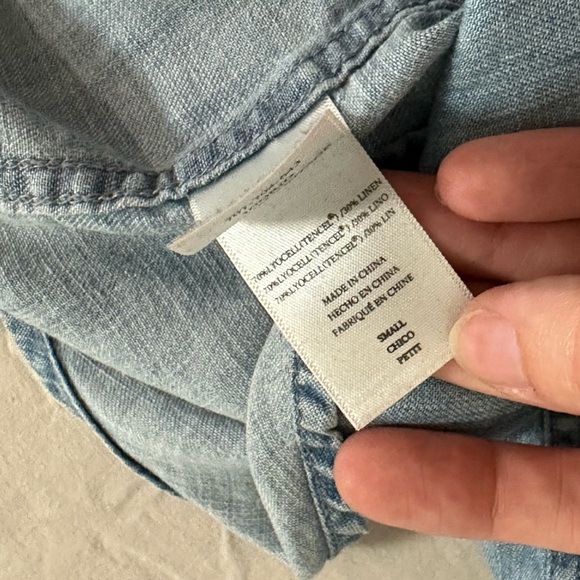 70%LYOCELL(TENCEL®)/30% LINEN
70%LYOCELL(TENCEL®)/30% LINO
70%LYOCELL(TENCEL®)/30% LIN
MADE IN CHINA
HECHO EN CHINA
FABRIQUÉ EN CHINE
SMALL
CHICO
PETIT